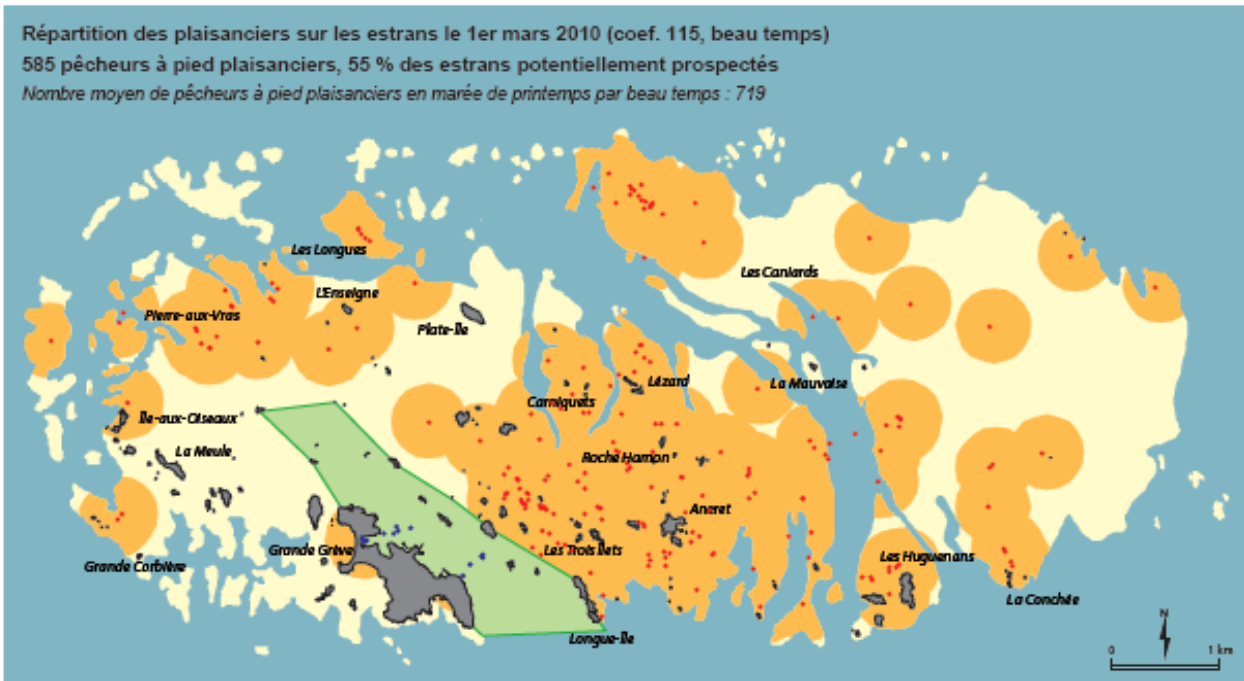 Répartition des plaisanciers sur les estrans le 1er mars 2010 (coef. 115, beau temps)
585 pêcheurs à pied plaisanciers, 55 % des estrans potentiellement prospectés
Nombre moyen de pêcheurs à pied plaisanciers en marée de printemps par beau temps : 719
Les Longues
Les Caniards
L'Enseigne
Pierre-aux-Vras
Plate-Île
Lézard
La Mauvaise
Carniquets
Île-aux-Oiseaux
La Meule
Roche Hamon
Aneret
Grande Grève
Les Trois Îlets
Les Huguenans
Grande Corbière
La Conchée
Longue-Île
N
0 1 km